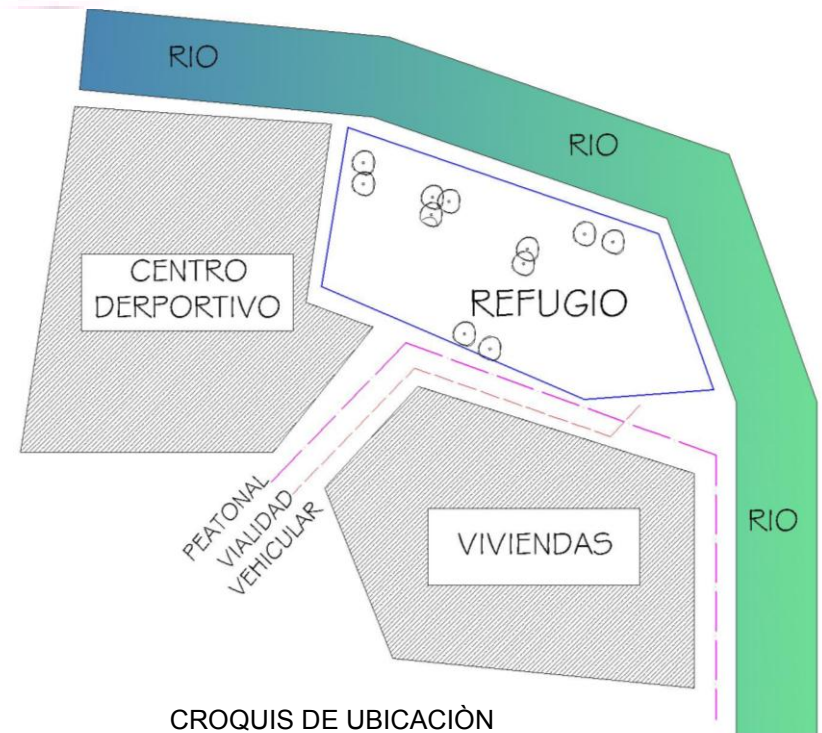 RIO
RIO
CENTRO
DERPORTIVO
REFUGIO
PEATONAL
VIALIDAD
VEHICULAR
VIVIENDAS
RIO
CROQUIS DE UBICACIÒN